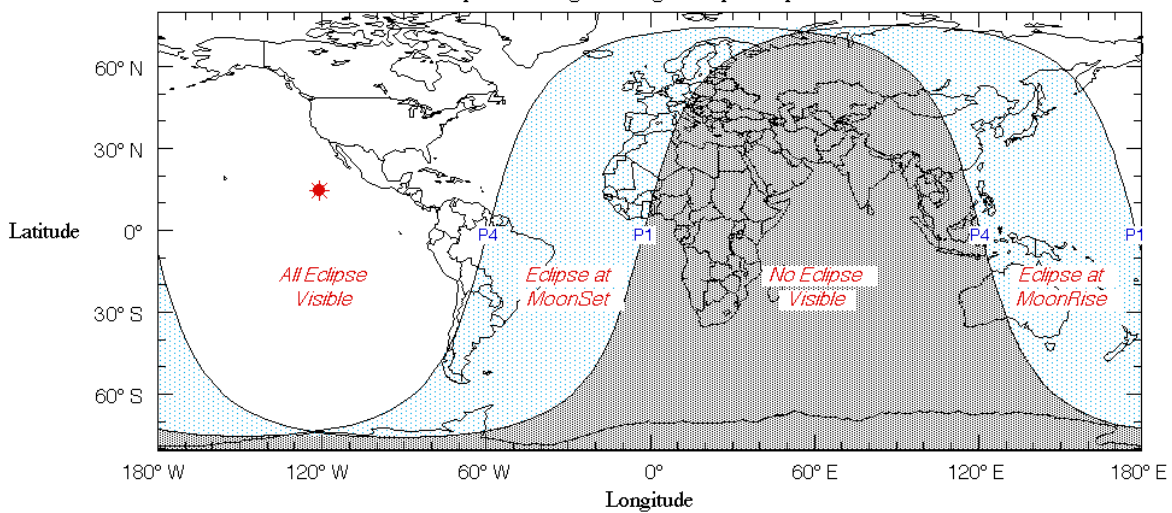 60° N
30° N
Latitude
0°
30° S
60° S
P4
P1
P4
P1
All Eclipse
Visible
Eclipse at
MoonSet
No Eclipse
Visible
Eclipse at
MoonRise
180° W
120° W
60° W
0°
60° E
120° E
180° E
Longitude